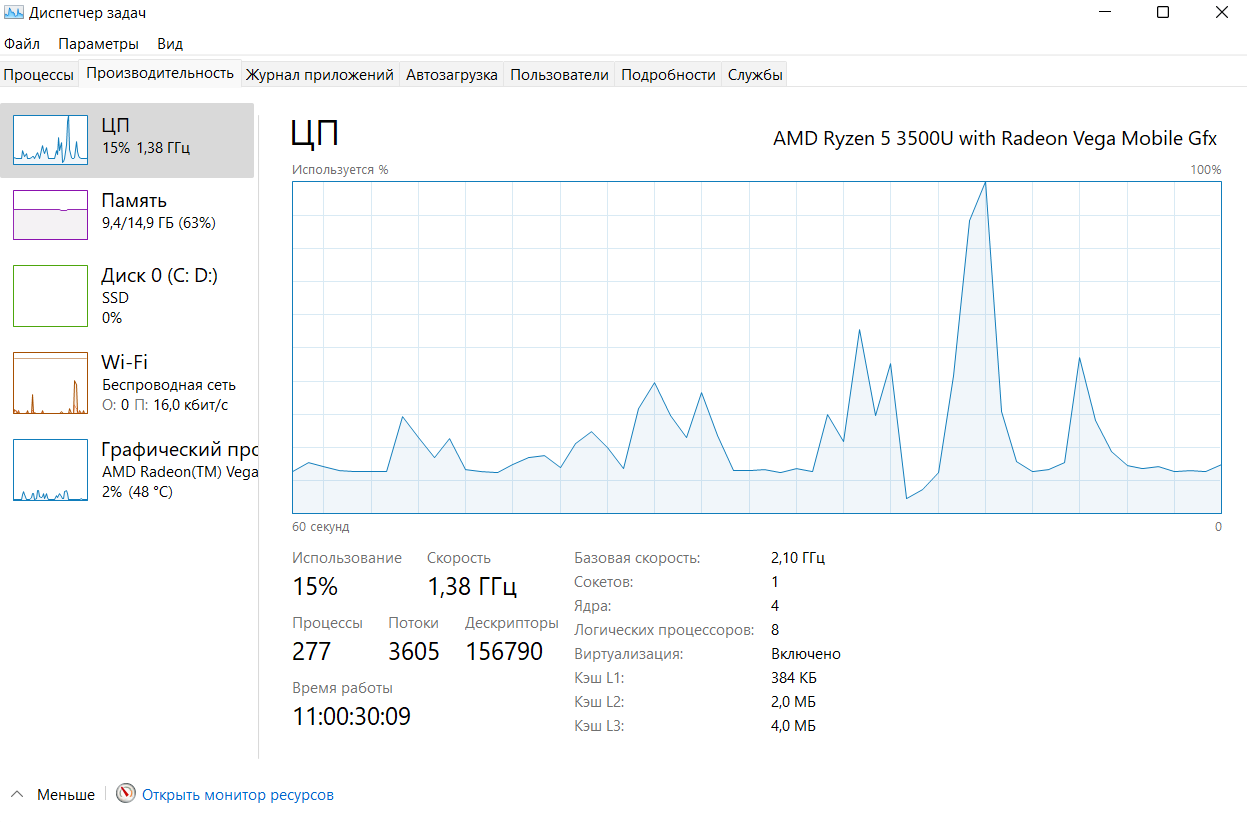 Диспетчер задач
Файл Параметры Вид
Процессы Производительность Журнал приложений Автозагрузка Пользователи Подробности Службы
ЦП
15% 1,38 ГГц
Память
9,4/14,9 ГБ (63%)
Диск 0 (C: D:)
SSD
0%
Wi-Fi
Беспроводная сеть
О: 0 П: 16,0 кбит/с
Графический про
AMD Radeon(TM) Vega
2% (48 °C)
ЦП
AMD Ryzen 5 3500U with Radeon Vega Mobile Gfx
Используется % 100%
60 секунд 0
Использование Скорость
15% 1,38 ГГц
Процессы Потоки Дескрипторы
277 3605 156790
Время работы
11:00:30:09
Базовая скорость: 2,10 ГГц
Сокетов: 1
Ядра: 4
Логических процессоров: 8
Виртуализация: Включено
Кэш L1: 384 КБ
Кэш L2: 2,0 МБ
Кэш L3: 4,0 МБ
Меньше Открыть монитор ресурсов